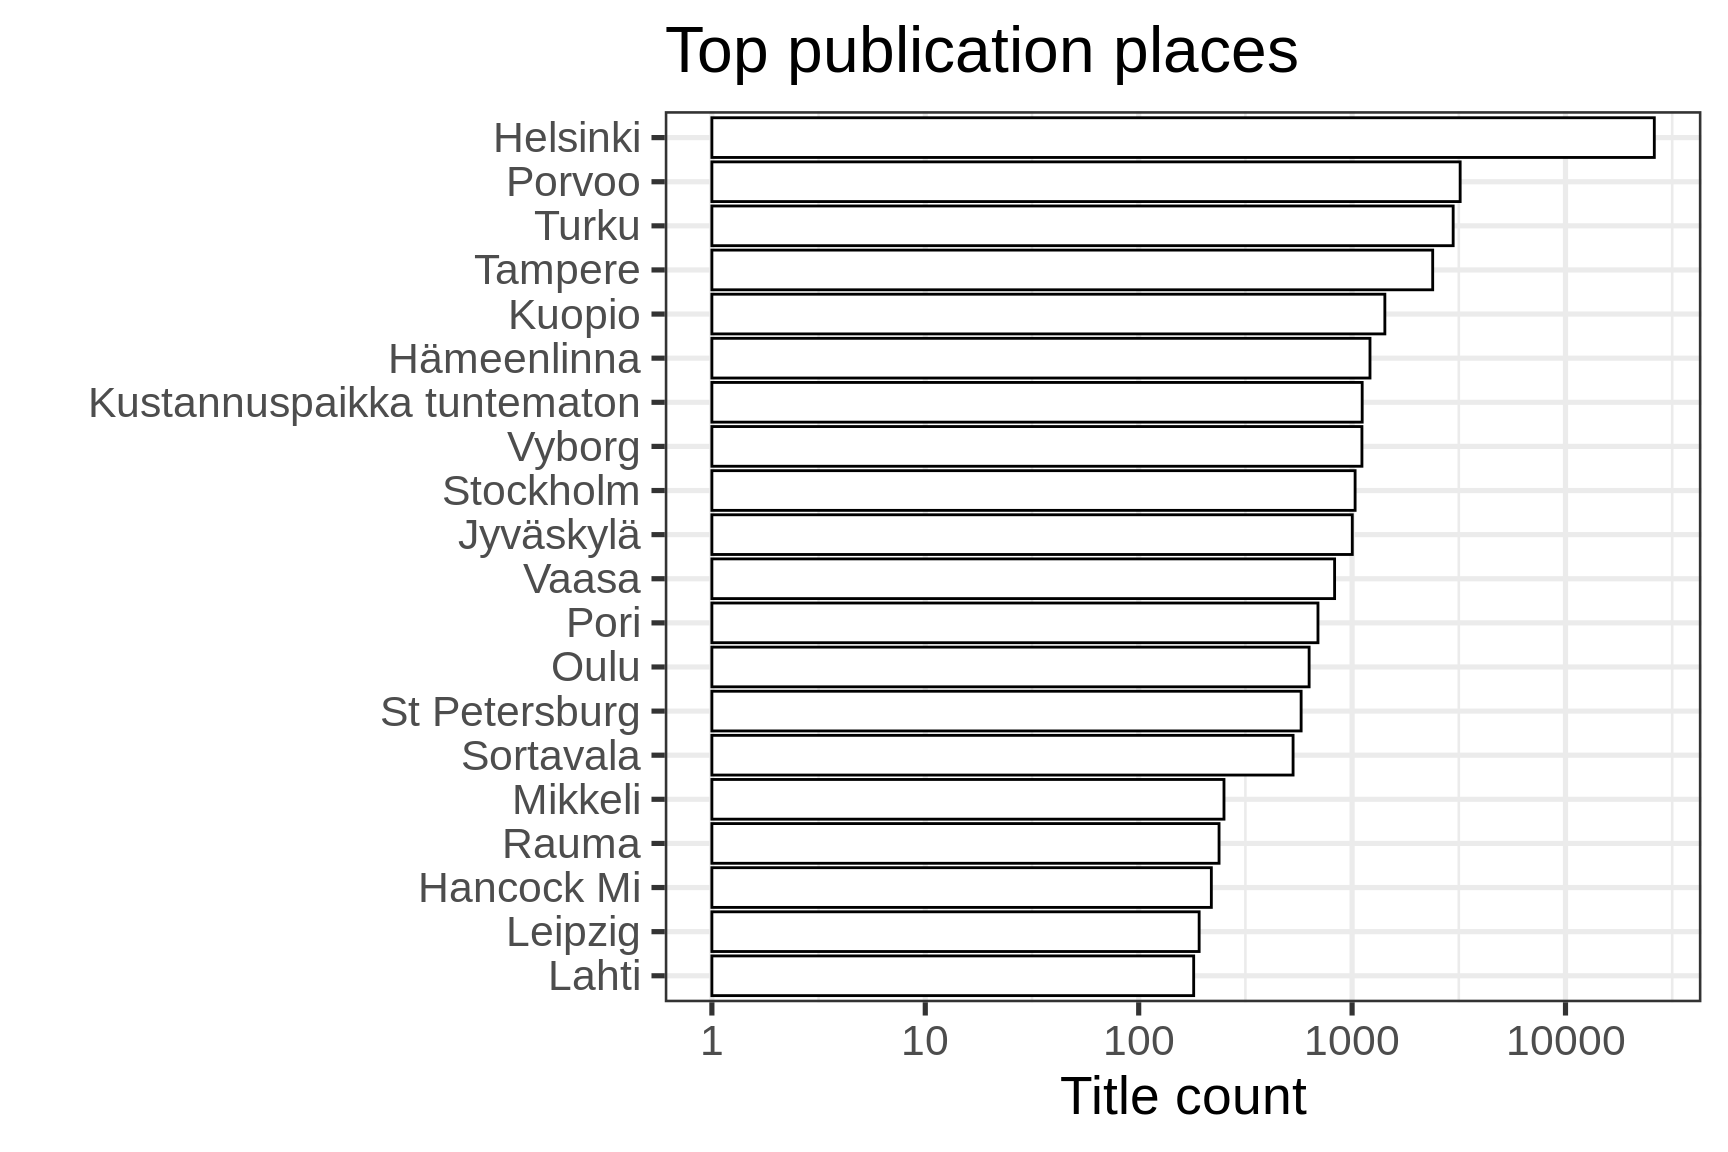 Top publication places
Helsinki
Porvoo
Turku
Tampere
Kuopio
Hämeenlinna
Kustannuspaikka tuntematon
Vyborg
Stockholm
Jyväskylä
Vaasa
Pori
Oulu
St Petersburg
Sortavala
Mikkeli
Rauma
Hancock Mi
Leipzig
Lahti
1 10 100 1000 10000
Title count